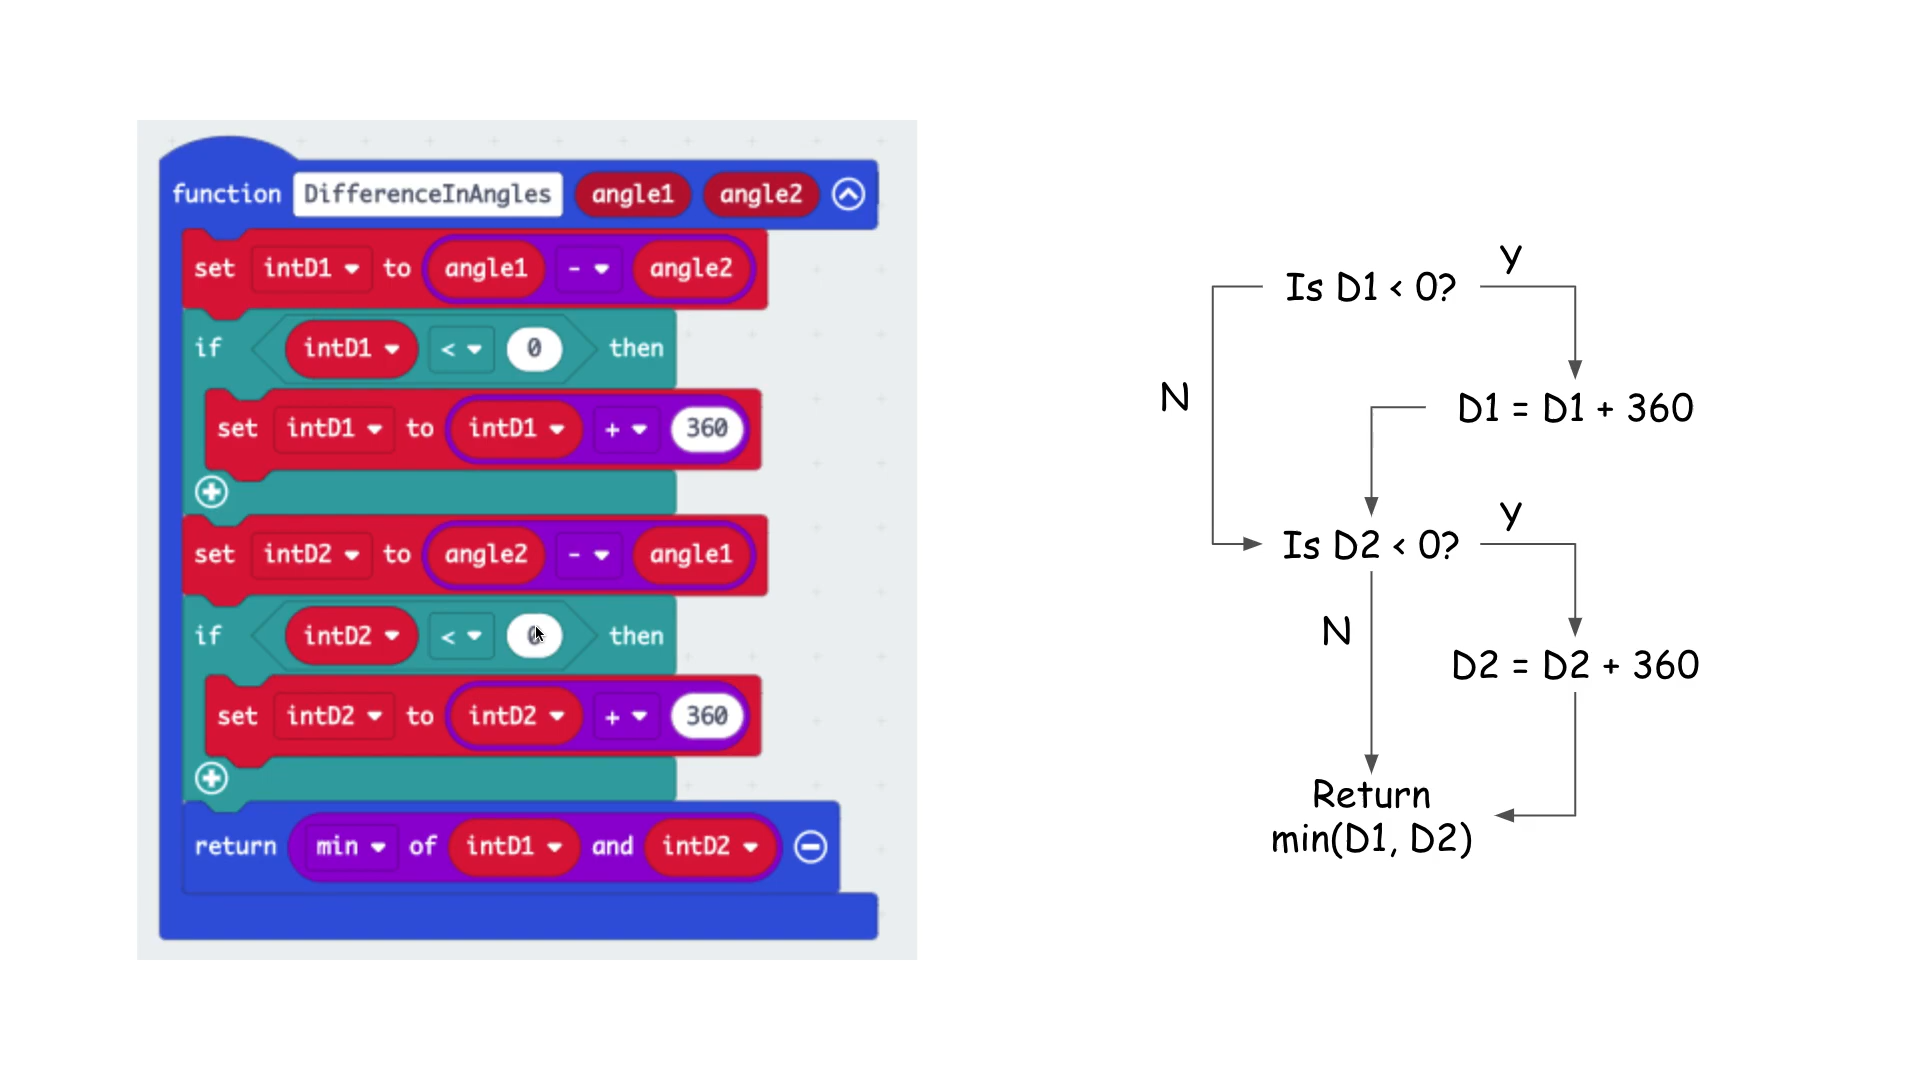 function DifferenceInAngles angle1 angle2
set intD1 to angle1 - angle2
if intD1 < 0 then
set intD1 to intD1 + 360
set intD2 to angle2 - angle1
if intD2 < 0 then
set intD2 to intD2 + 360
return min of intD1 and intD2
Is D1 < 0?
Y
N
D1 = D1 + 360
Is D2 < 0?
Y
N
D2 = D2 + 360
Return
min(D1, D2)